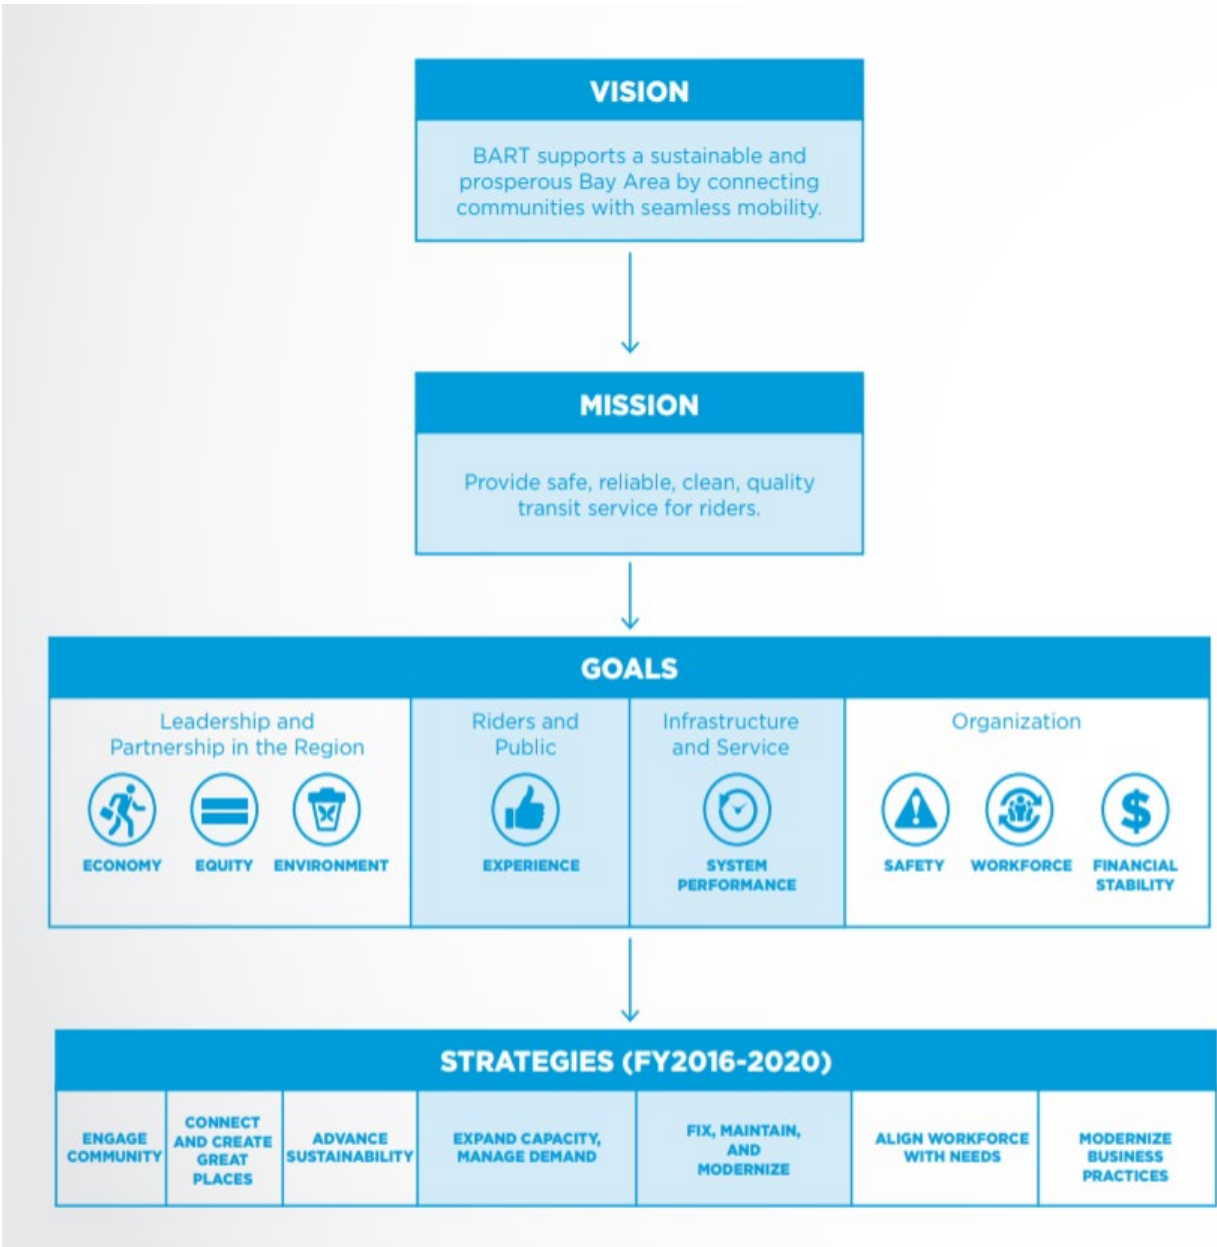 VISION
BART supports a sustainable and
prosperous Bay Area by connecting
communities with seamless mobility.
MISSION
Provide safe, reliable, clean, quality
transit service for riders.
GOALS
Leadership and
Partnership in the Region
ECONOMY
EQUITY
ENVIRONMENT
Riders and
Public
EXPERIENCE
Infrastructure
and Service
SYSTEM
PERFORMANCE
Organization
SAFETY
WORKFORCE
$
FINANCIAL
STABILITY
STRATEGIES (FY2016-2020)
ENGAGE
COMMUNITY
CONNECT
AND CREATE
GREAT
PLACES
ADVANCE
SUSTAINABILITY
EXPAND CAPACITY,
MANAGE DEMAND
FIX, MAINTAIN,
AND
MODERNIZE
ALIGN WORKFORCE
WITH NEEDS
MODERNIZE
BUSINESS
PRACTICES